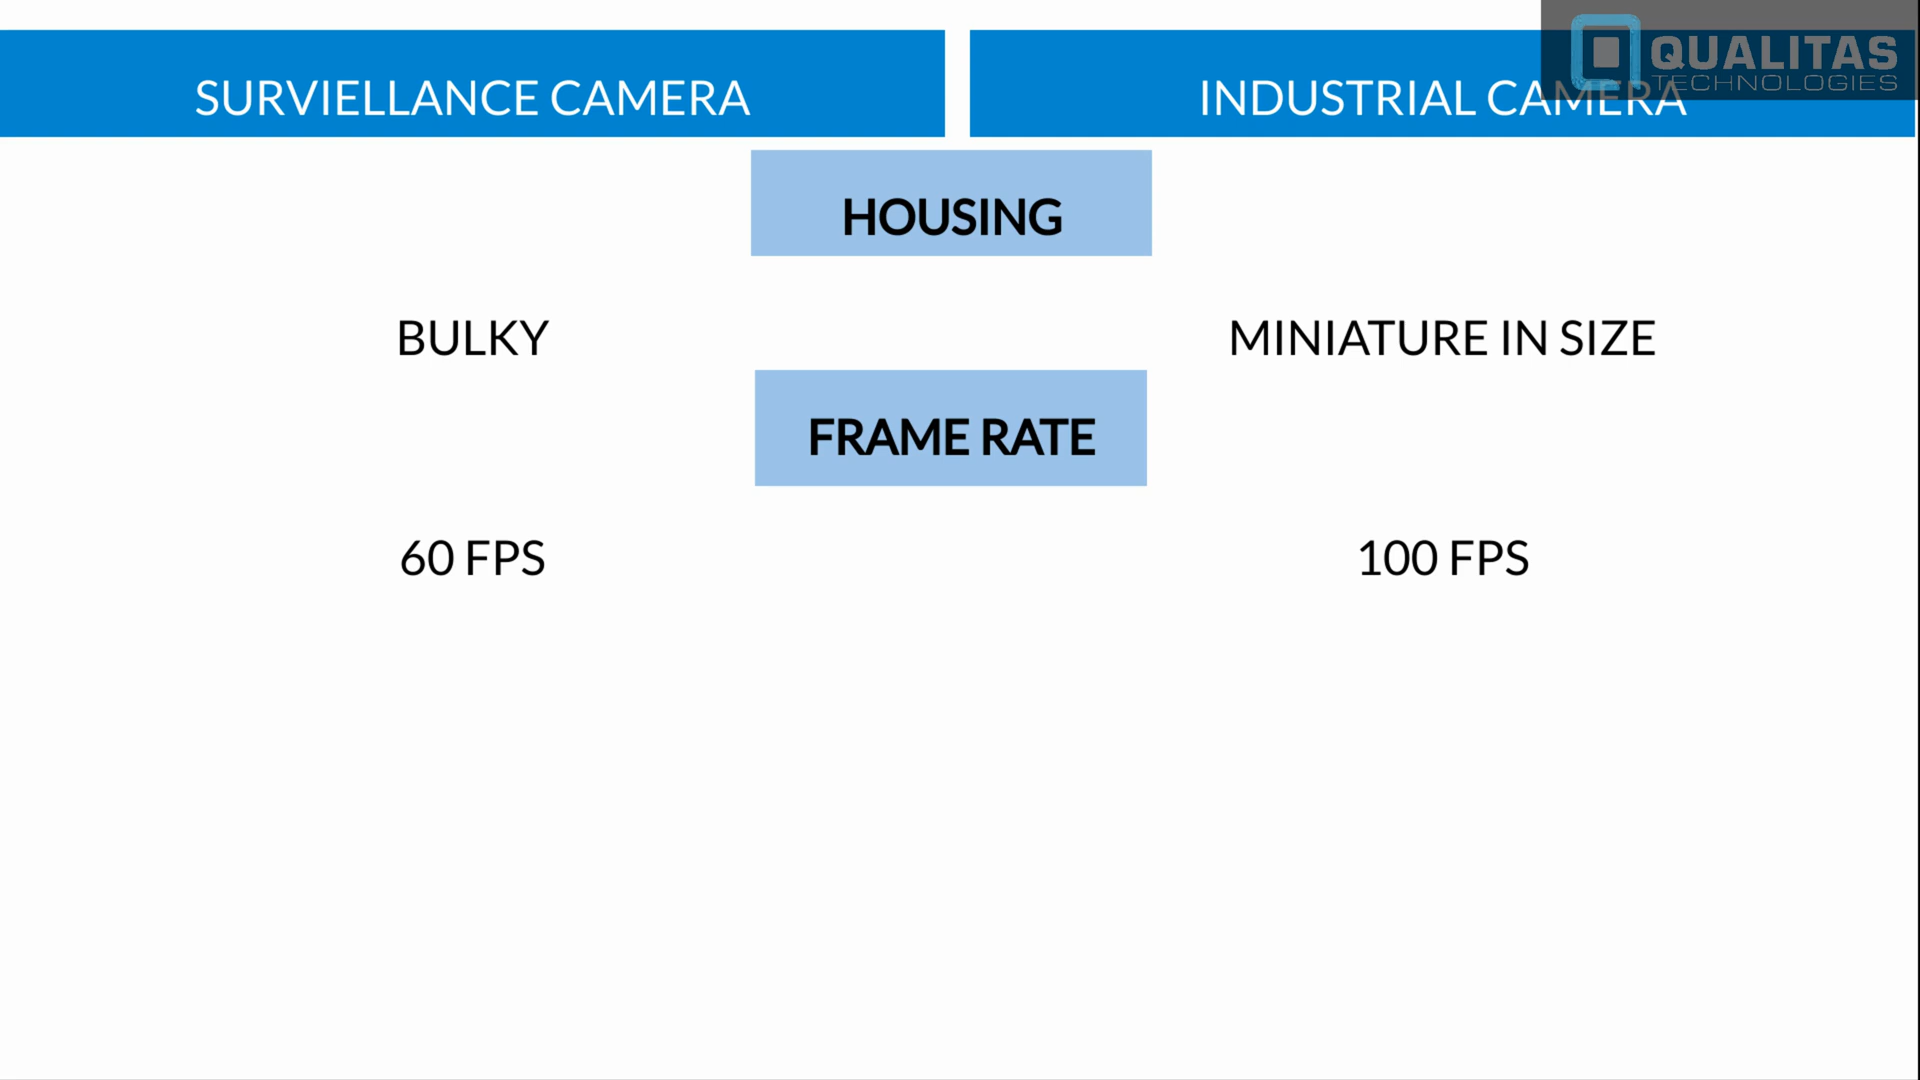 SURVIELLANCE CAMERA
INDUSTRIAL CAMERA
QUALITAS
TECHNOLOGIES
HOUSING
BULKY
MINIATURE IN SIZE
FRAME RATE
60 FPS
100 FPS